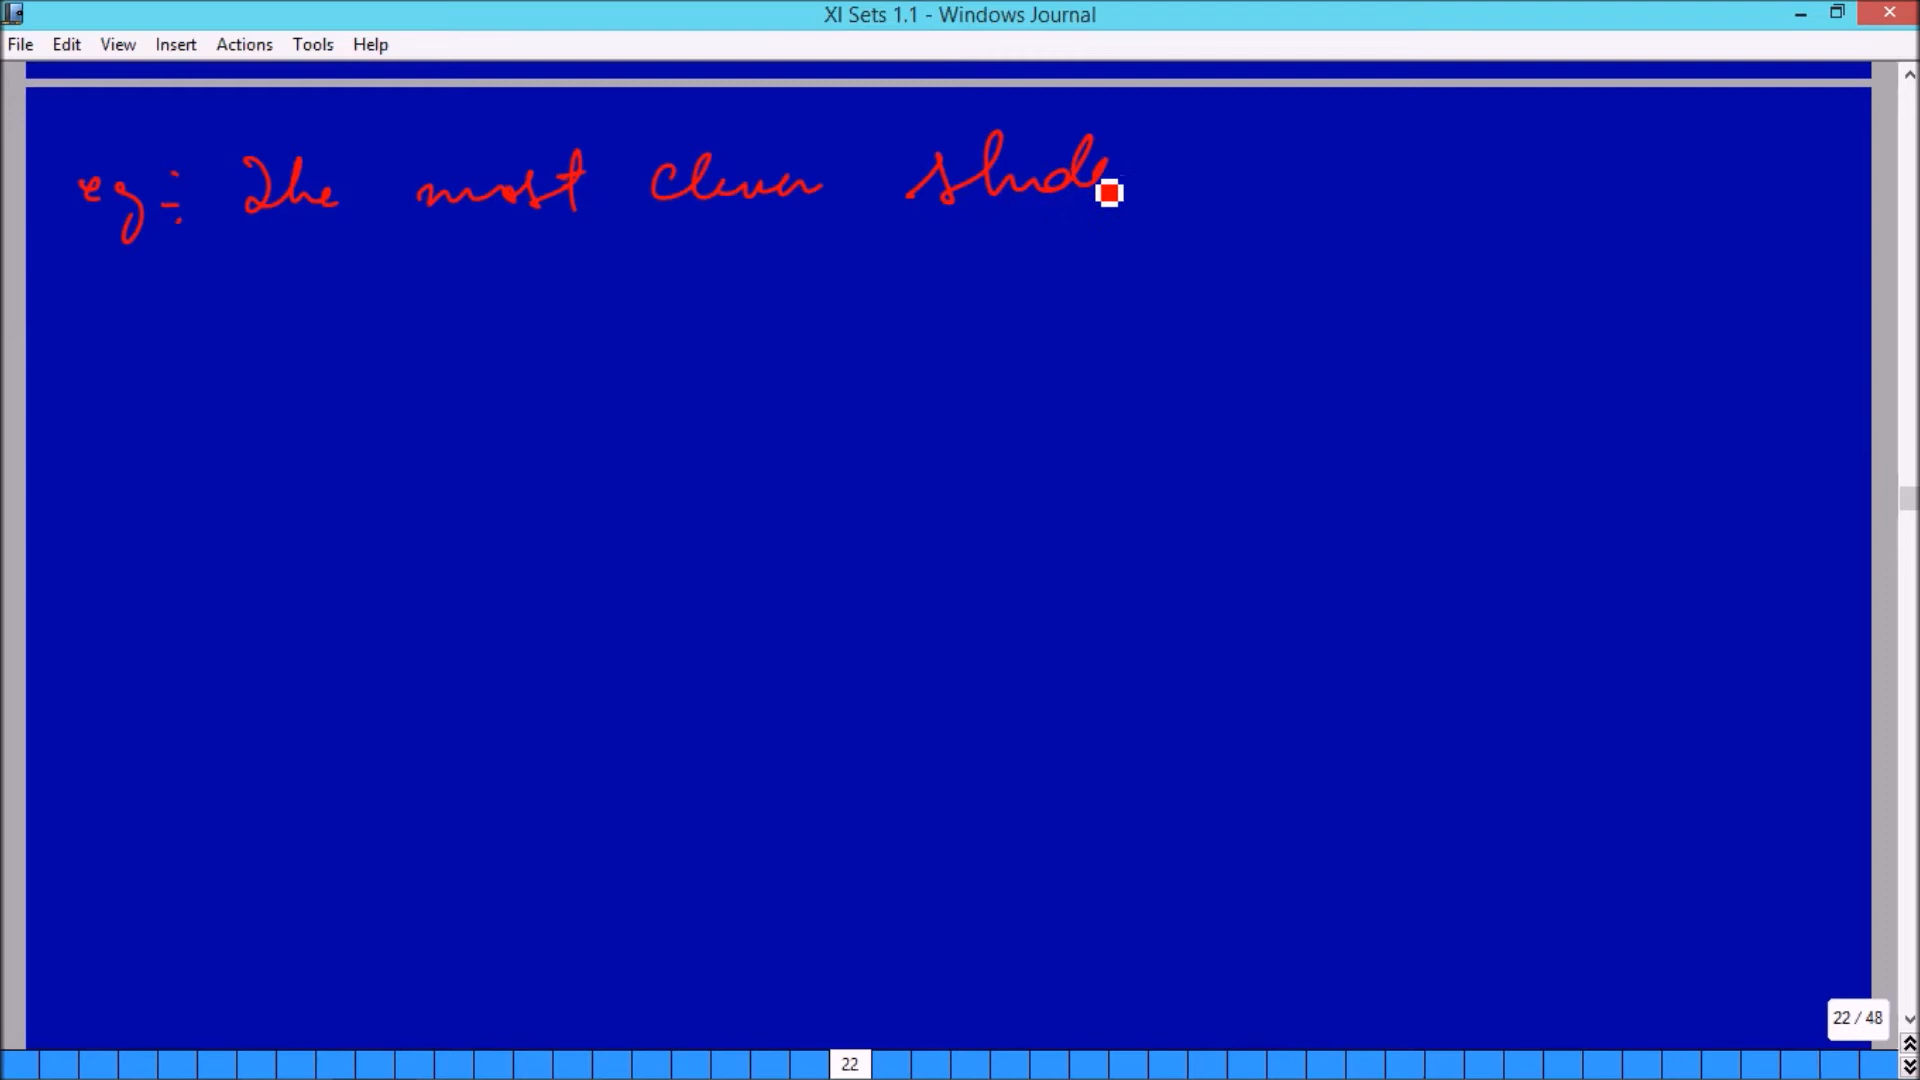 XI Sets 1.1 - Windows Journal
File Edit View Insert Actions Tools Help
eg:- The most clever stude
22 / 48
22